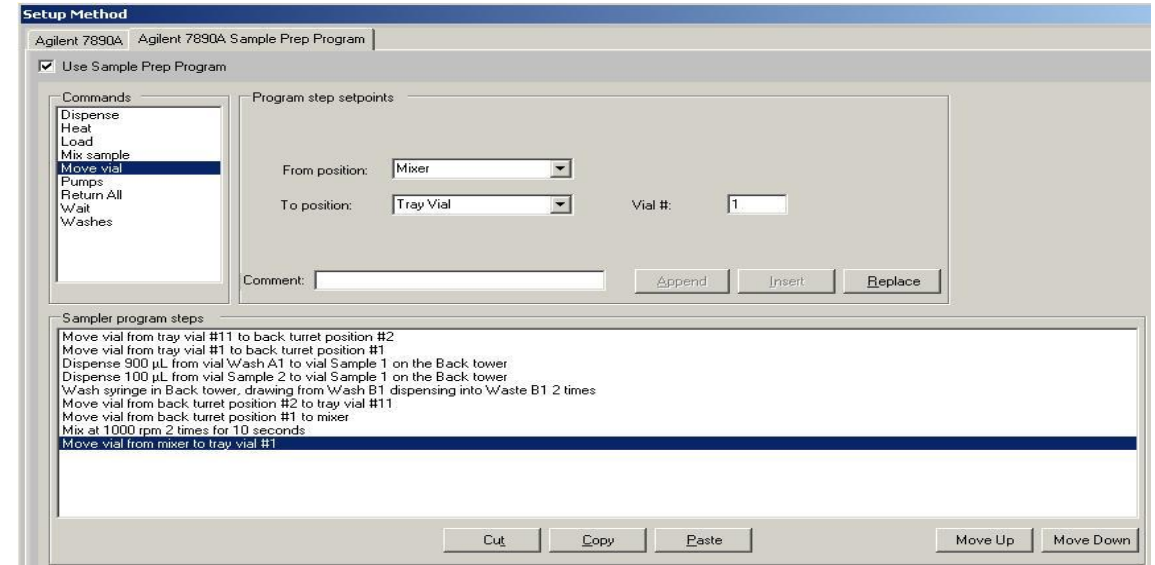 Setup Method
Agilent 7890A Agilent 7890A Sample Prep Program
Use Sample Prep Program
Commands
Dispense
Heat
Load
Mix sample
Move vial
Pumps
Return All
Wait
Washes
Program step setpoints
From position: Mixer
To position: Tray Vial Vial #: 1
Comment: Append Insert Replace
Sampler program steps
Move vial from tray vial #11 to back turret position #2
Move vial from tray vial #1 to back turret position #1
Dispense 900 µL from vial Wash A1 to vial Sample 1 on the Back tower
Dispense 100 µL from vial Sample 2 to vial Sample 1 on the Back tower
Wash syringe in Back tower, drawing from Wash B1 dispensing into Waste B1 2 times
Move vial from back turret position #2 to tray vial #11
Move vial from back turret position #1 to mixer
Mix at 1000 rpm 2 times for 10 seconds
Move vial from mixer to tray vial #1
Cut Copy Paste Move Up Move Down